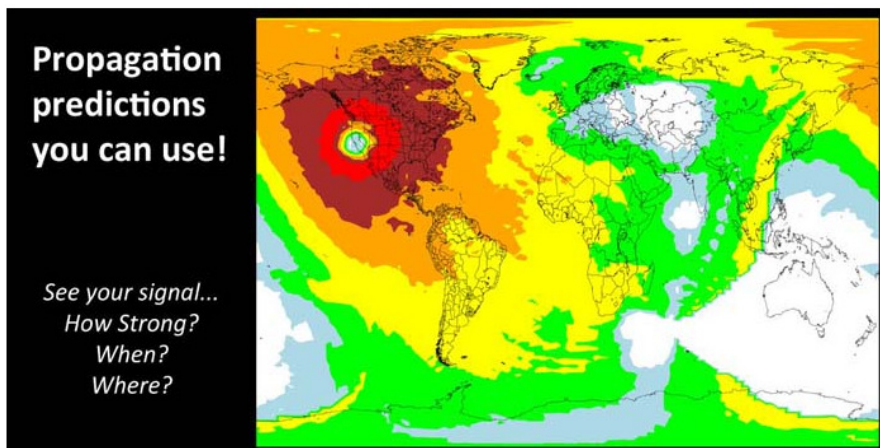 Propagation
predictions
you can use!
See your signal...
How Strong?
When?
Where?